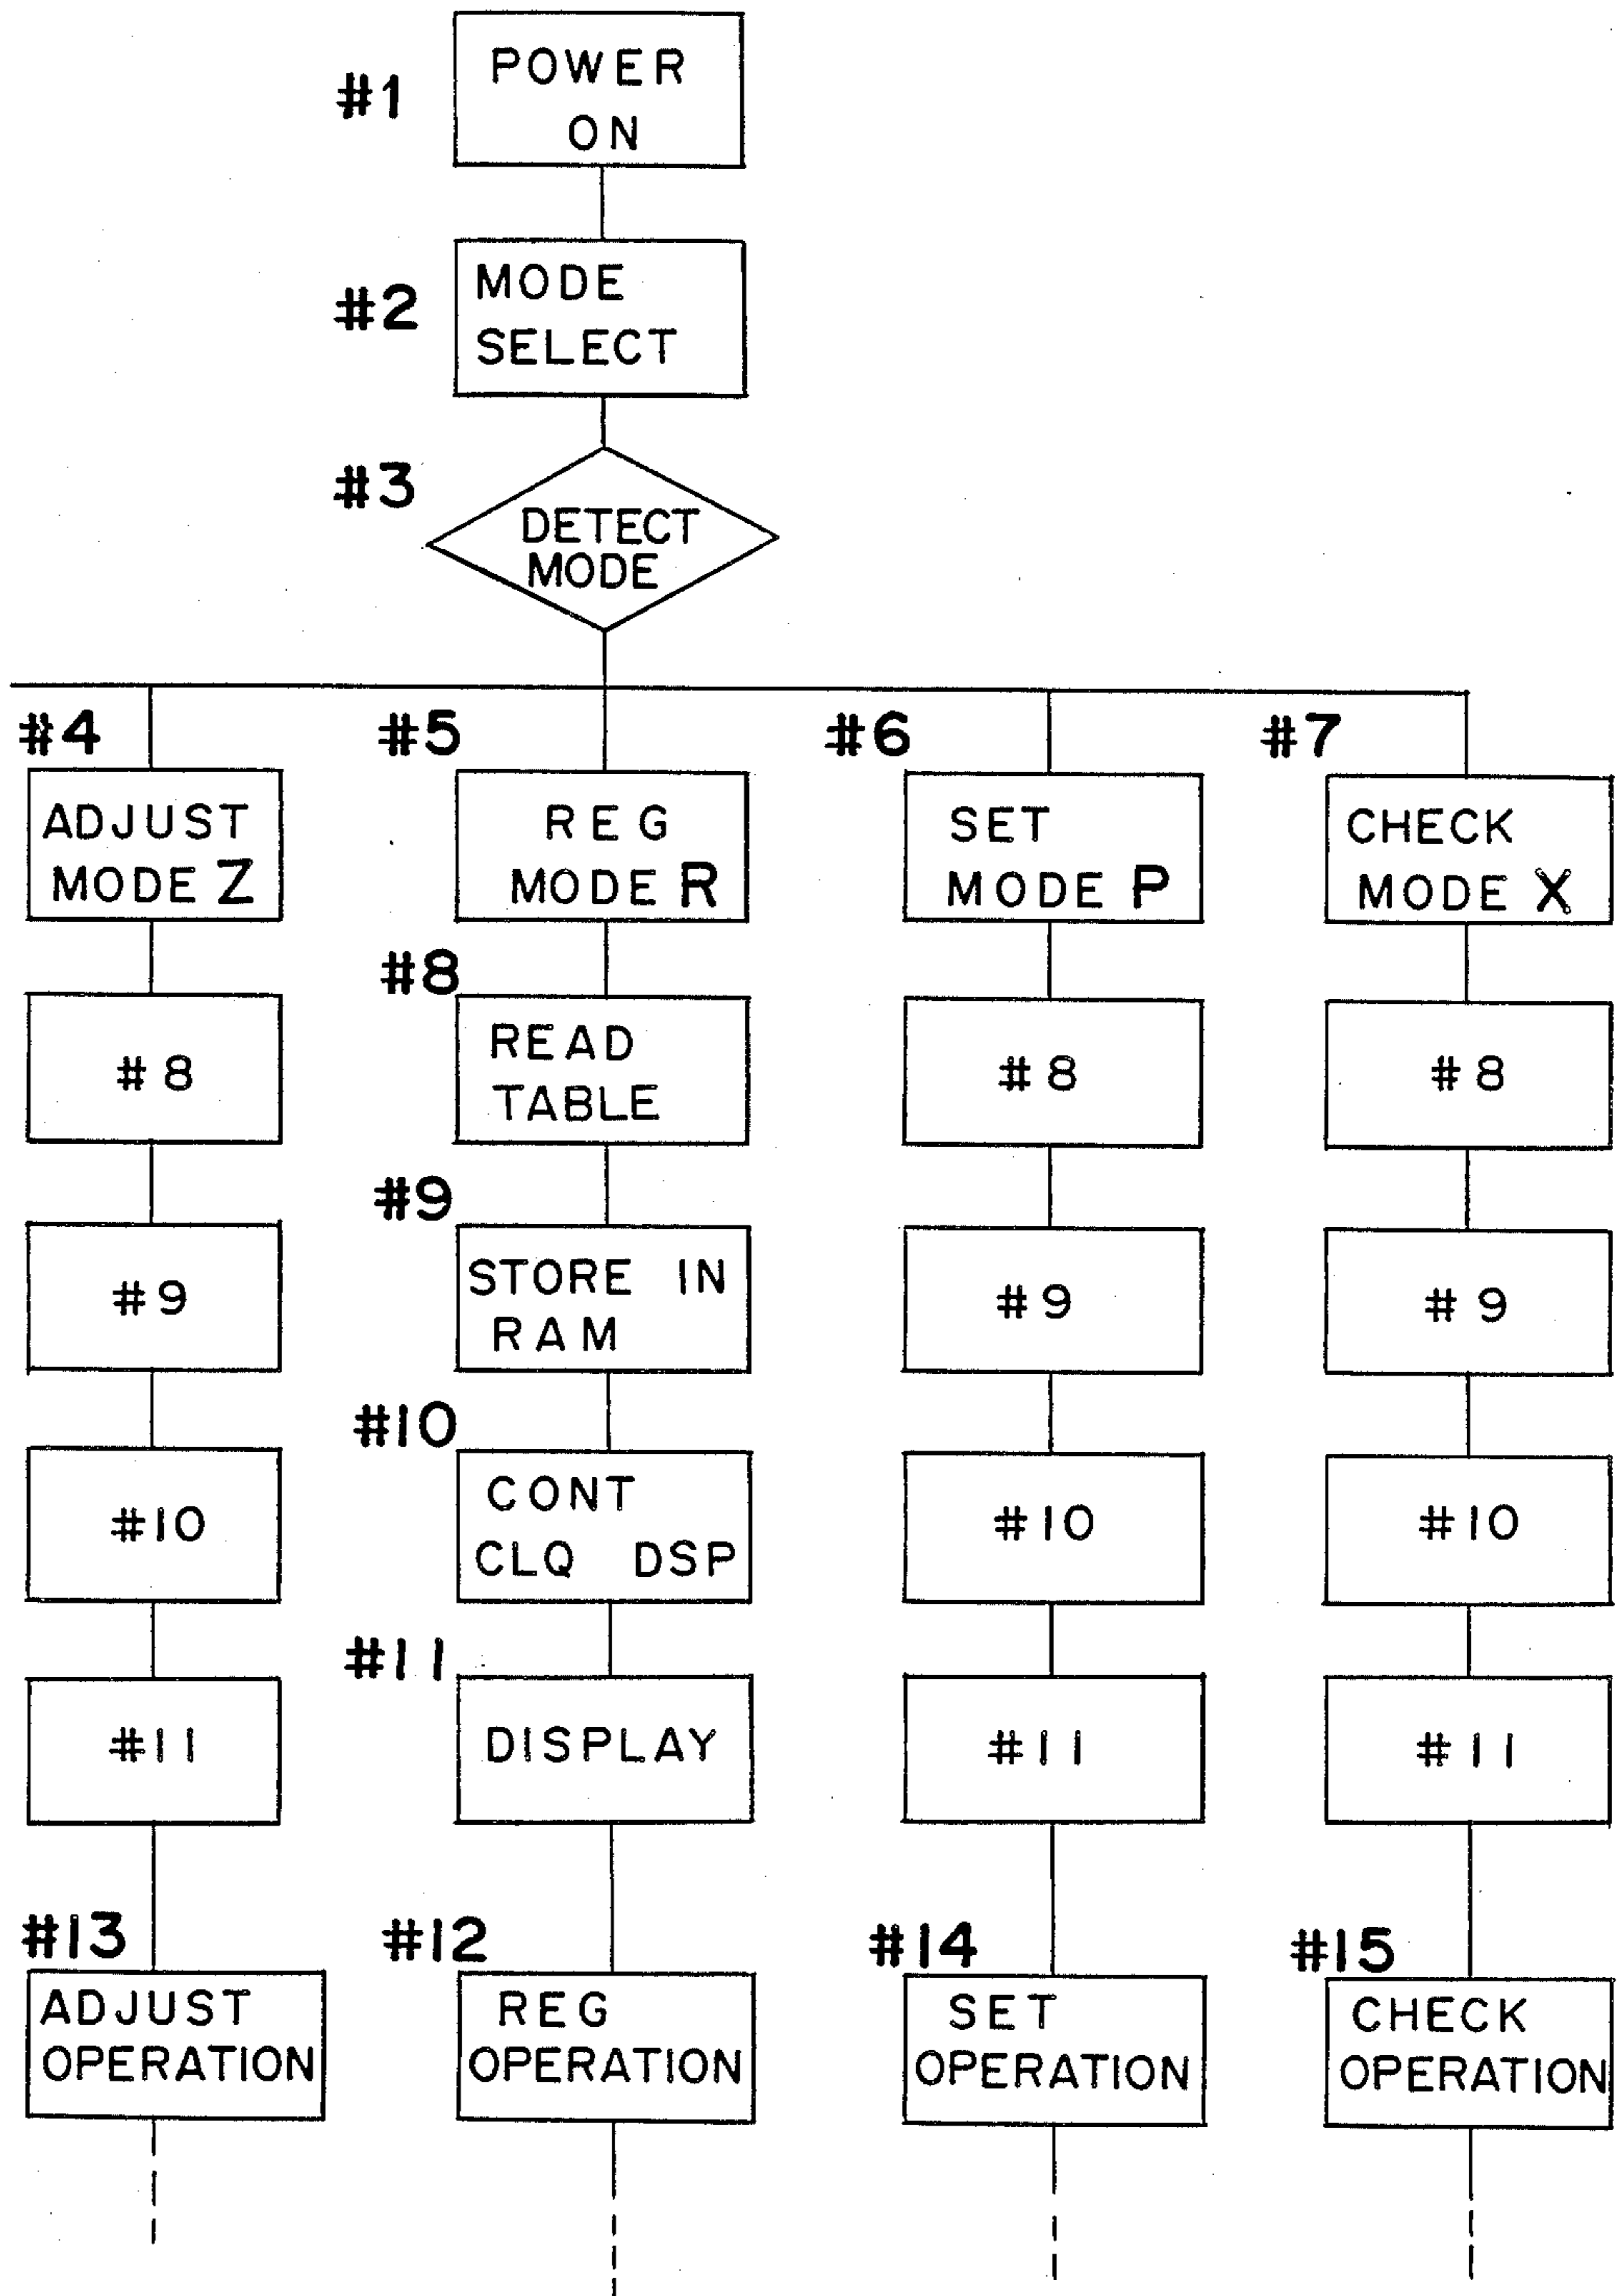 #1
POWER
ON
#2
MODE
SELECT
#3
DETECT
MODE
#4
ADJUST
MODE Z
#8
#9
#10
#11
#13
ADJUST
OPERATION
#5
REG
MODE R
#8
READ
TABLE
#9
STORE IN
RAM
#10
CONT
CLQ DSP
#11
DISPLAY
#12
REG
OPERATION
#6
SET
MODE P
#8
#9
#10
#11
#14
SET
OPERATION
#7
CHECK
MODE X
#8
#9
#10
#11
#15
CHECK
OPERATION